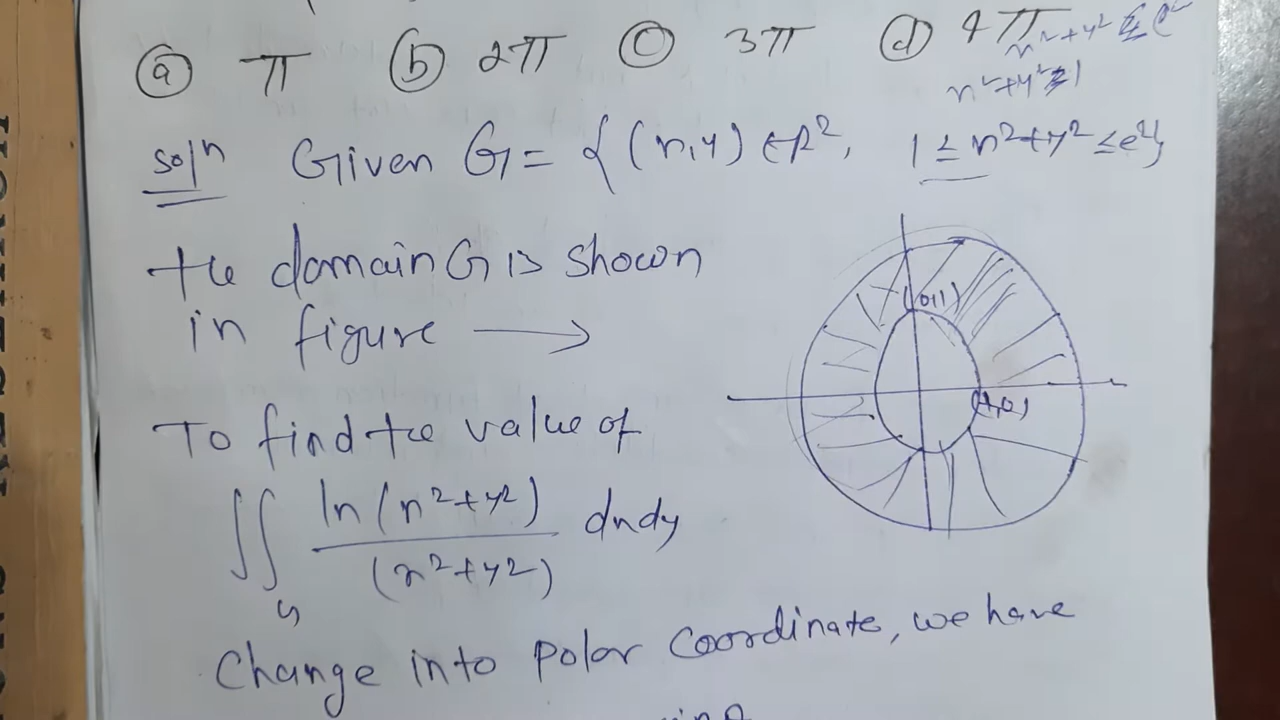 ⓐ π ⓑ 2π ⓒ 3π ⓓ 4π
x²+y²≥1
Solⁿ Given G = {(x,y) ∈ R², 1 ≤ x²+y² ≤ e²}
the domain G is shown
in figure →
(0,1)
(1,0)
To find the value of
∬_G ln(x²+y²)/(x²+y²) dxdy
Change into polar coordinate, we have